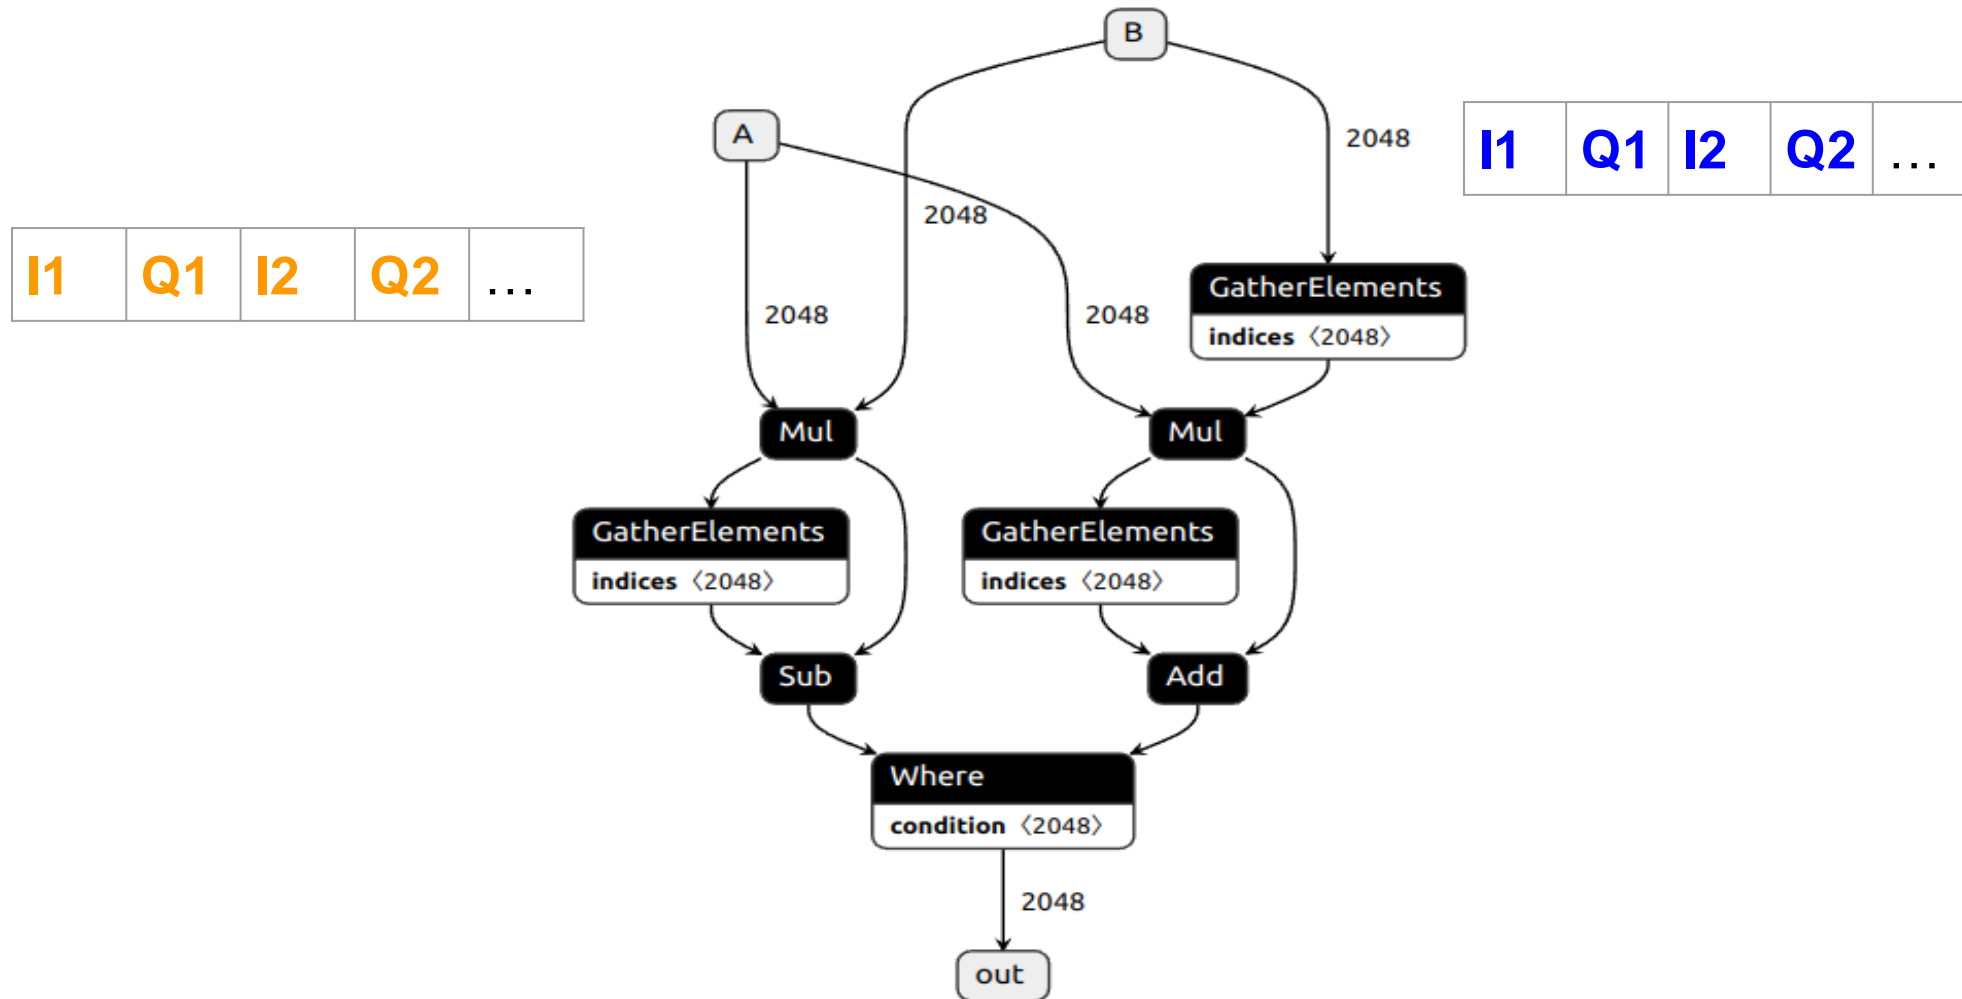 B
A
2048
I1 Q1 I2 Q2 ...
2048
I1 Q1 I2 Q2 ...
2048
2048
GatherElements
indices 〈2048〉
Mul
Mul
GatherElements
indices 〈2048〉
GatherElements
indices 〈2048〉
Sub
Add
Where
condition 〈2048〉
2048
out